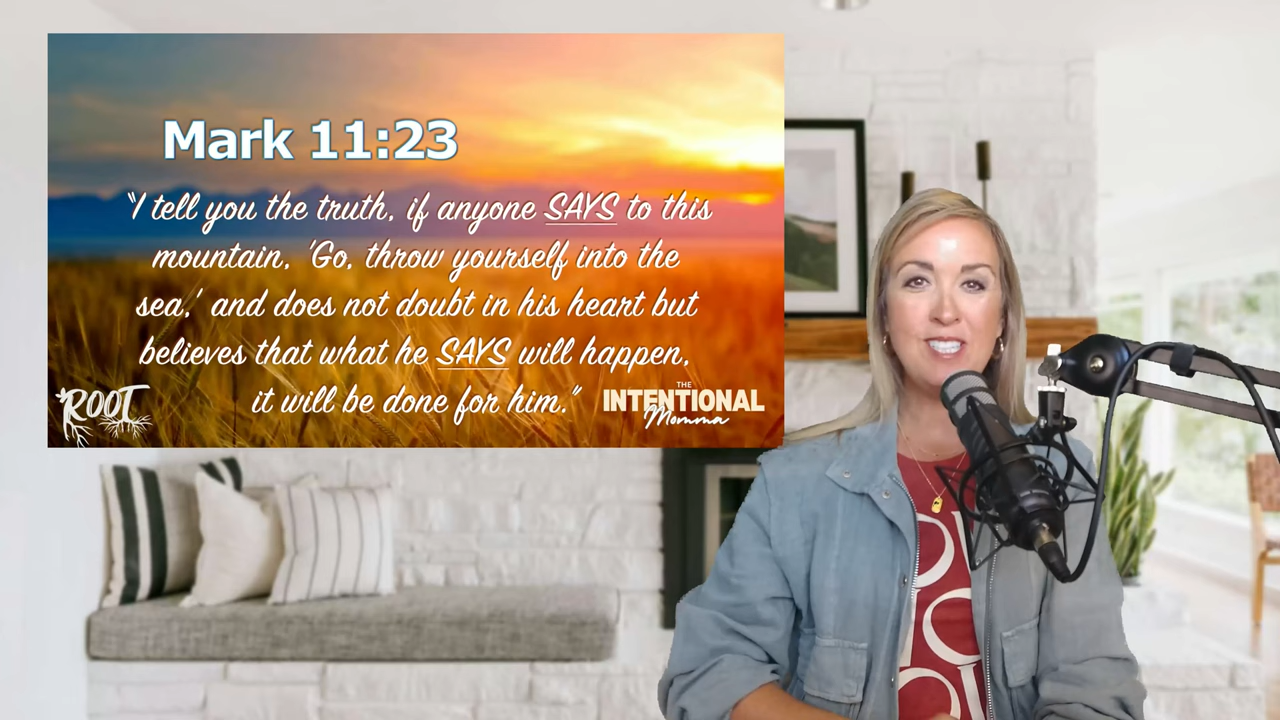 Mark 11:23
“I tell you the truth, if anyone SAYS to this
mountain, 'Go, throw yourself into the
sea,' and does not doubt in his heart but
believes that what he SAYS will happen,
it will be done for him.”
ROOT
THE
INTENTIONAL
Momma